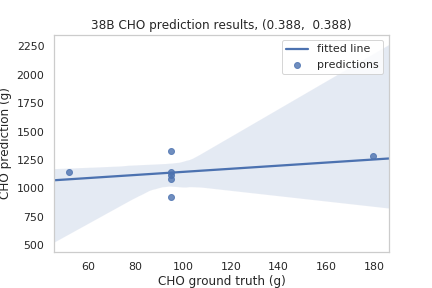 38B CHO prediction results, (0.388,  0.388)
fitted line
predictions
CHO prediction (g)
2250
2000
1750
1500
1250
1000
750
500
60 80 100 120 140 160 180
CHO ground truth (g)